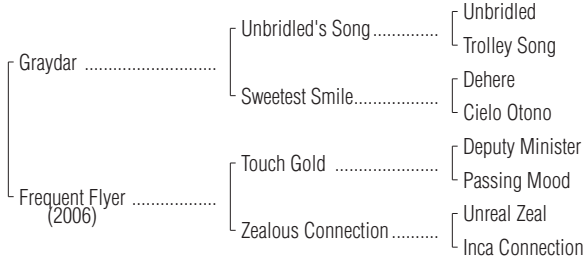 Unbridled
Unbridled's Song..............
Trolley Song
Graydar ............................
Dehere
Sweetest Smile..................
Cielo Otono
Deputy Minister
Touch Gold ......................
Passing Mood
Frequent Flyer ..................
(2006)
Unreal Zeal
Zealous Connection..........
Inca Connection